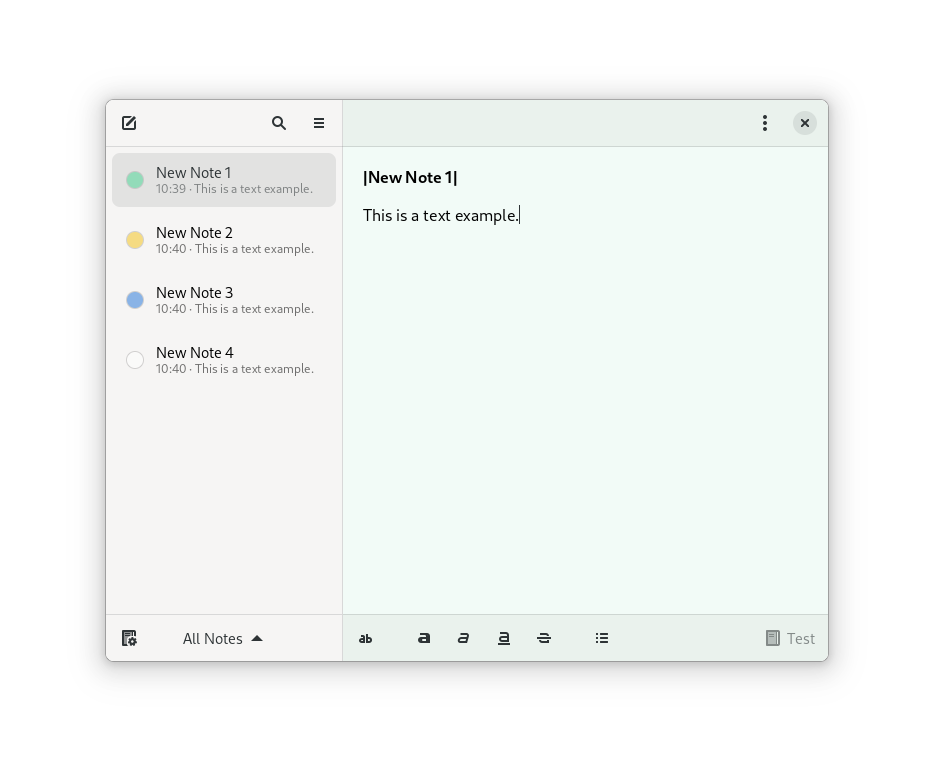 New Note 1
10:39 · This is a text example.
New Note 2
10:40 · This is a text example.
New Note 3
10:40 · This is a text example.
New Note 4
10:40 · This is a text example.
All Notes
|New Note 1|
This is a text example.
ab
a
a
a
Test